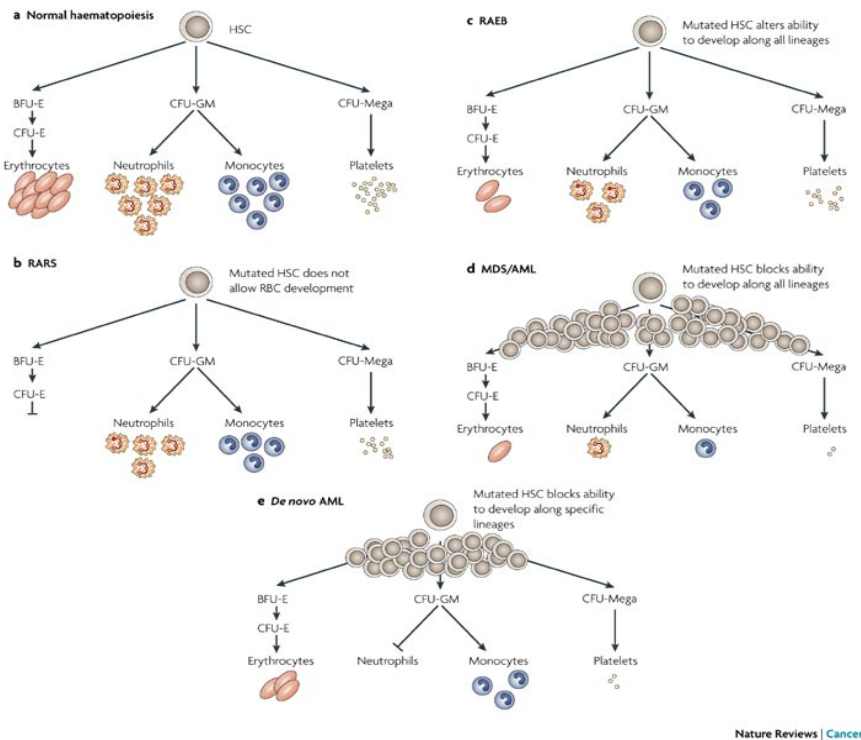 a Normal haematopoiesis
HSC
BFU-E
CFU-GM
CFU-Mega
CFU-E
Erythrocytes
Neutrophils
Monocytes
Platelets
b RARS
Mutated HSC does not
allow RBC development
BFU-E
CFU-GM
CFU-Mega
CFU-E
Neutrophils
Monocytes
Platelets
c RAEB
Mutated HSC alters ability
to develop along all lineages
BFU-E
CFU-GM
CFU-Mega
CFU-E
Erythrocytes
Neutrophils
Monocytes
Platelets
d MDS/AML
Mutated HSC blocks ability
to develop along all lineages
BFU-E
CFU-GM
CFU-Mega
CFU-E
Erythrocytes
Neutrophils
Monocytes
Platelets
e De novo AML
Mutated HSC blocks ability
to develop along specific
lineages
BFU-E
CFU-GM
CFU-Mega
CFU-E
Erythrocytes
Neutrophils
Monocytes
Platelets
Nature Reviews | Cancer